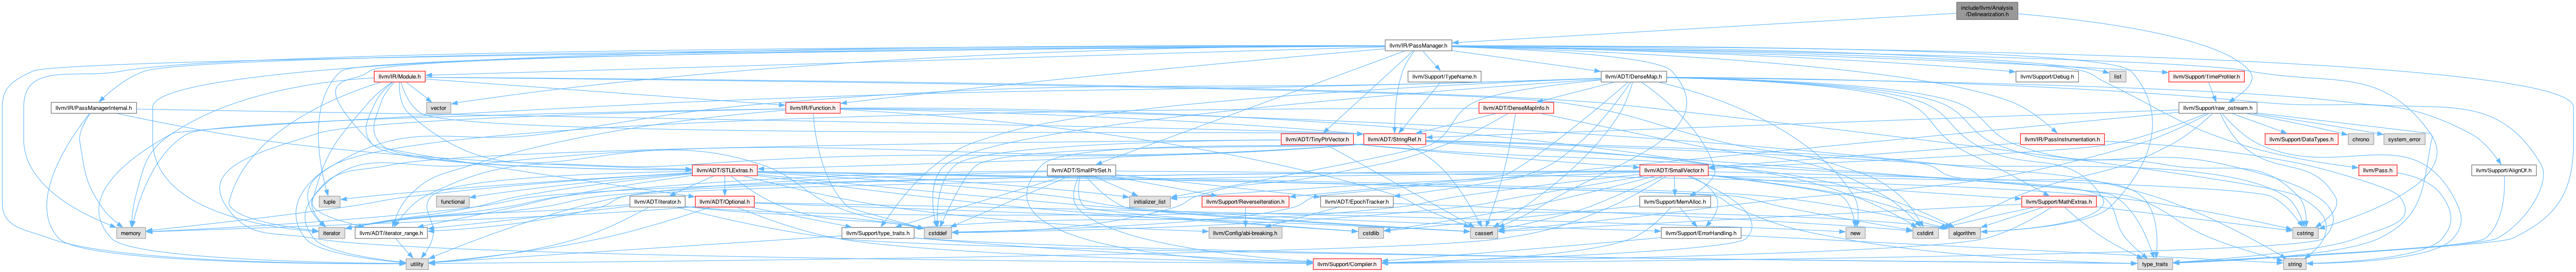 include/llvm/Analysis
/Delinearization.h
llvm/IR/PassManager.h
llvm/IR/Module.h
llvm/Support/TypeName.h
llvm/ADT/DenseMap.h
llvm/Support/Debug.h
list
llvm/Support/TimeProfiler.h
llvm/IR/PassManagerInternal.h
vector
llvm/IR/Function.h
llvm/ADT/DenseMapInfo.h
llvm/Support/raw_ostream.h
llvm/ADT/TinyPtrVector.h
llvm/ADT/StringRef.h
llvm/IR/PassInstrumentation.h
llvm/Support/DataTypes.h
chrono
system_error
llvm/ADT/STLExtras.h
llvm/ADT/SmallPtrSet.h
llvm/ADT/SmallVector.h
llvm/Pass.h
llvm/Support/AlignOf.h
tuple
functional
llvm/ADT/iterator.h
llvm/ADT/Optional.h
initializer_list
llvm/Support/ReverseIteration.h
llvm/ADT/EpochTracker.h
llvm/Support/MemAlloc.h
llvm/Support/MathExtras.h
memory
iterator
llvm/ADT/iterator_range.h
llvm/Support/type_traits.h
cstddef
llvm/Config/abi-breaking.h
cstdlib
cassert
new
llvm/Support/ErrorHandling.h
cstdint
algorithm
cstring
utility
llvm/Support/Compiler.h
type_traits
string